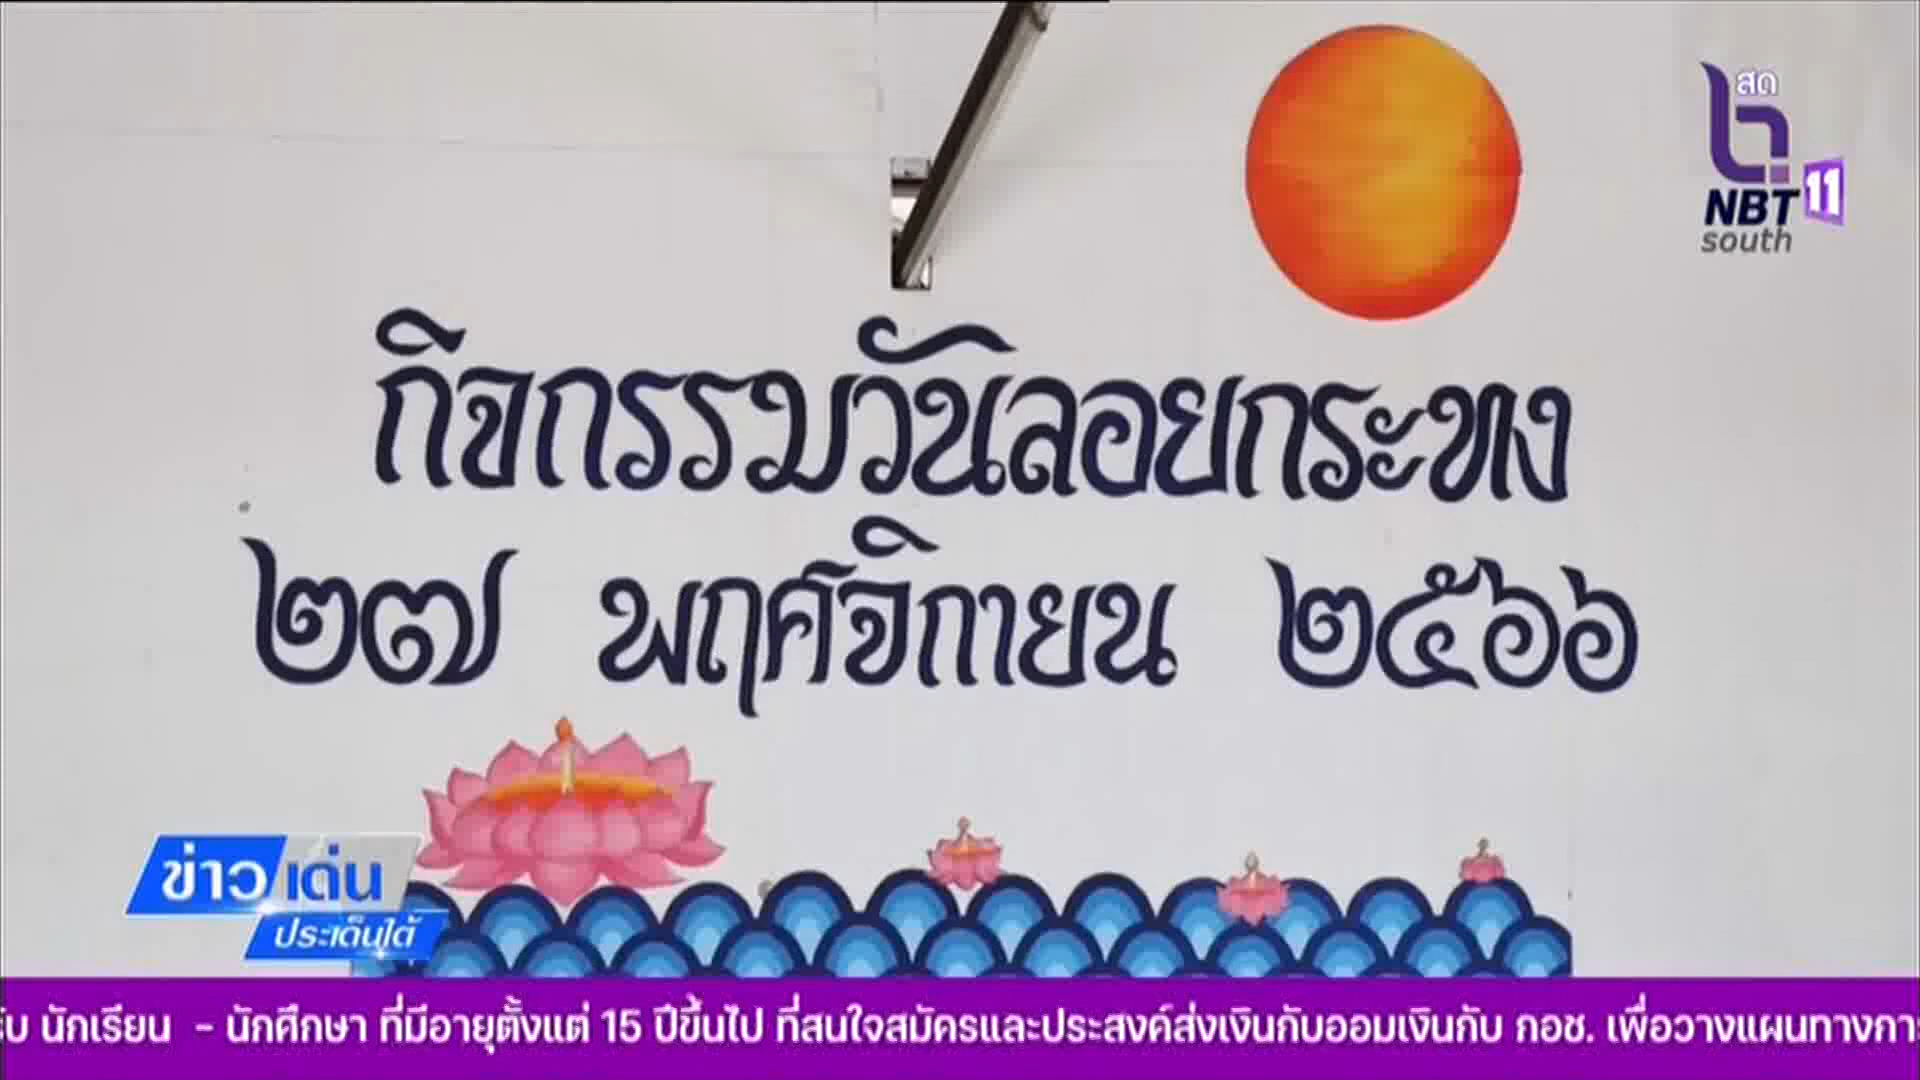 สด
NBT 11
south
กิจกรรมวันลอยกระทง
๒๗ พฤศจิกายน ๒๕๖๖
ข่าวเด่น
ประเด็นใต้
นักเรียน - นักศึกษา ที่มีอายุตั้งแต่ 15 ปีขึ้นไป ที่สนใจสมัครและประสงค์ส่งเงินกับออมเงินกับ กอช. เพื่อวางแผนทางกา